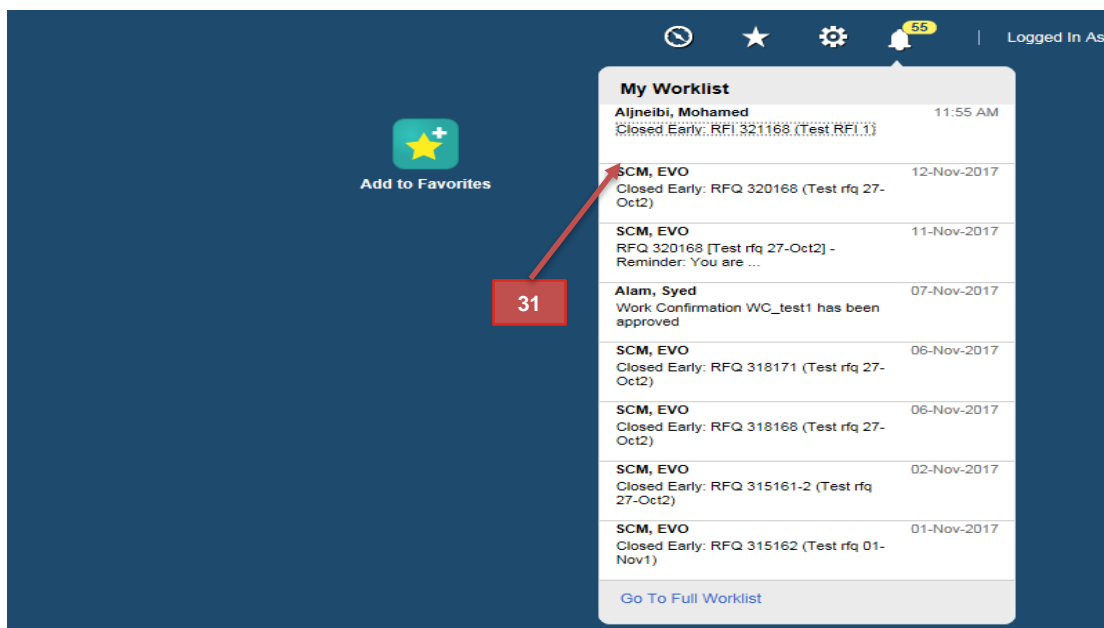 55
Logged In As
My Worklist
Aljneibi, Mohamed 11:55 AM
Closed Early: RFI 321168 (Test RFI 1)
Add to Favorites
SCM, EVO 12-Nov-2017
Closed Early: RFQ 320168 (Test rfq 27-
Oct2)
SCM, EVO 11-Nov-2017
RFQ 320168 [Test rfq 27-Oct2] -
Reminder: You are ...
31
Alam, Syed 07-Nov-2017
Work Confirmation WC_test1 has been
approved
SCM, EVO 06-Nov-2017
Closed Early: RFQ 318171 (Test rfq 27-
Oct2)
SCM, EVO 06-Nov-2017
Closed Early: RFQ 318168 (Test rfq 27-
Oct2)
SCM, EVO 02-Nov-2017
Closed Early: RFQ 315161-2 (Test rfq
27-Oct2)
SCM, EVO 01-Nov-2017
Closed Early: RFQ 315162 (Test rfq 01-
Nov1)
Go To Full Worklist